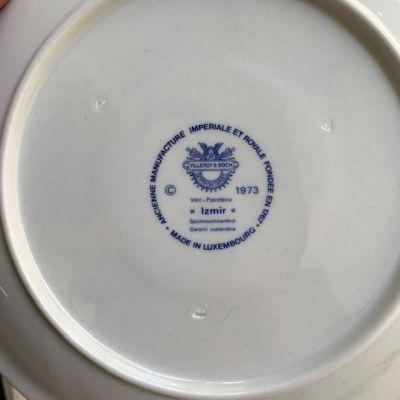 ANCIENNE MANUFACTURE IMPERIALE ET ROYALE FONDÉE EN 1767 · MADE IN LUXEMBOURG ·
VILLEROY & BOCH
© 1973
Vitro-Porcelaine
» Izmir «
Spülmaschinenfest
Garanti inaltérable